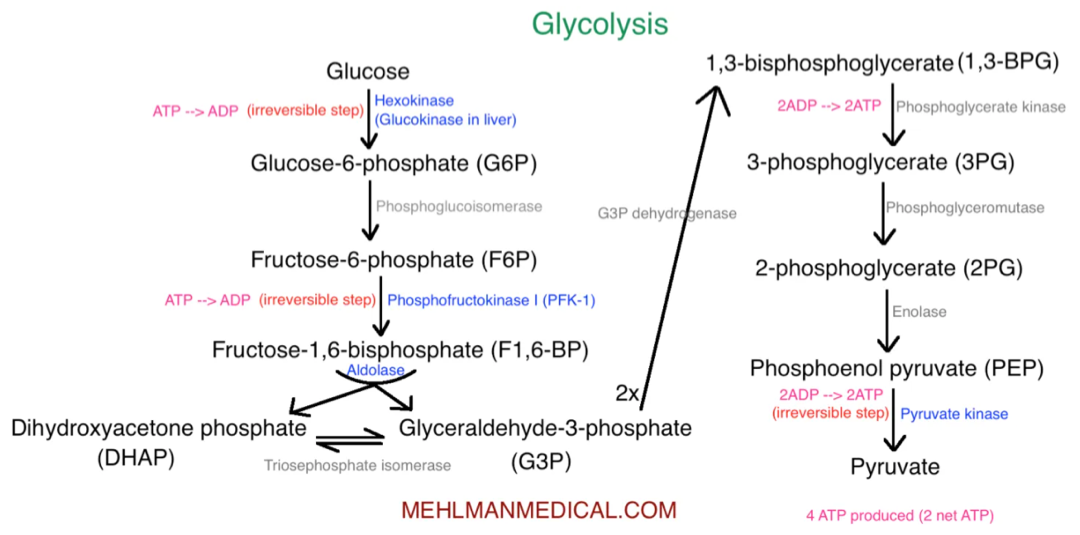 Glycolysis
Glucose
ATP --> ADP (irreversible step)
Hexokinase
(Glucokinase in liver)
Glucose-6-phosphate (G6P)
Phosphoglucoisomerase
Fructose-6-phosphate (F6P)
ATP --> ADP (irreversible step)
Phosphofructokinase I (PFK-1)
Fructose-1,6-bisphosphate (F1,6-BP)
Aldolase
Dihydroxyacetone phosphate
(DHAP)
Triosephosphate isomerase
Glyceraldehyde-3-phosphate
(G3P)
2x
G3P dehydrogenase
1,3-bisphosphoglycerate (1,3-BPG)
2ADP --> 2ATP
Phosphoglycerate kinase
3-phosphoglycerate (3PG)
Phosphoglyceromutase
2-phosphoglycerate (2PG)
Enolase
Phosphoenol pyruvate (PEP)
2ADP --> 2ATP
(irreversible step)
Pyruvate kinase
Pyruvate
4 ATP produced (2 net ATP)
MEHLMANMEDICAL.COM